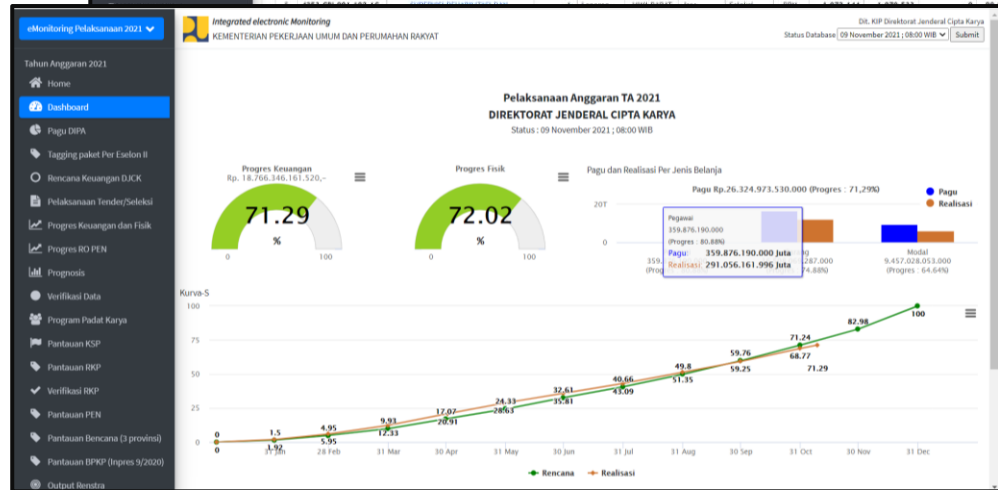 eMonitoring Pelaksanaan 2021
Integrated electronic Monitoring
KEMENTERIAN PEKERJAAN UMUM DAN PERUMAHAN RAKYAT
Dit. KIP Direktorat Jenderal Cipta Karya
Status Database 09 November 2021 ; 08:00 WIB Submit
Tahun Anggaran 2021
Home
Dashboard
Pagu DIPA
Tagging paket Per Eselon II
Rencana Keuangan DJCK
Pelaksanaan Tender/Seleksi
Progres Keuangan dan Fisik
Progres RO PEN
Prognosis
Verifikasi Data
Program Padat Karya
Pantauan KSP
Pantauan RKP
Verifikasi RKP
Pantauan PEN
Pantauan Bencana (3 provinsi)
Pantauan BPKP (Inpres 9/2020)
Output Renstra
Pelaksanaan Anggaran TA 2021
DIREKTORAT JENDERAL CIPTA KARYA
Status : 09 November 2021 ; 08:00 WIB
Progres Keuangan
Rp. 18.766.346.161.520,-
71.29
%
0 100
Progres Fisik
72.02
%
0 100
Pagu dan Realisasi Per Jenis Belanja
Pagu Rp.26.324.973.530.000 (Progres : 71,29%)
Pagu
Realisasi
20T
0
Pegawai
359.876.190.000
(Progres : 80.88%)
Pagu: 359.876.190.000 Juta
Realisasi: 291.056.161.996 Juta
359.
(Prog
287.000
74.88%)
Modal
9.457.028.053.000
(Progres : 64.64%)
Kurva-S
100
75
50
25
0
0 1.5 4.95 9.93 17.07 24.33 32.61 40.66 49.8 59.76 71.24 82.98 100
0 1.92 5.95 12.33 20.91 28.63 35.81 43.09 51.35 59.25 68.77 71.29
31 Jan 28 Feb 31 Mar 30 Apr 31 May 30 Jun 31 Jul 31 Aug 30 Sep 31 Oct 30 Nov 31 Dec
Rencana Realisasi